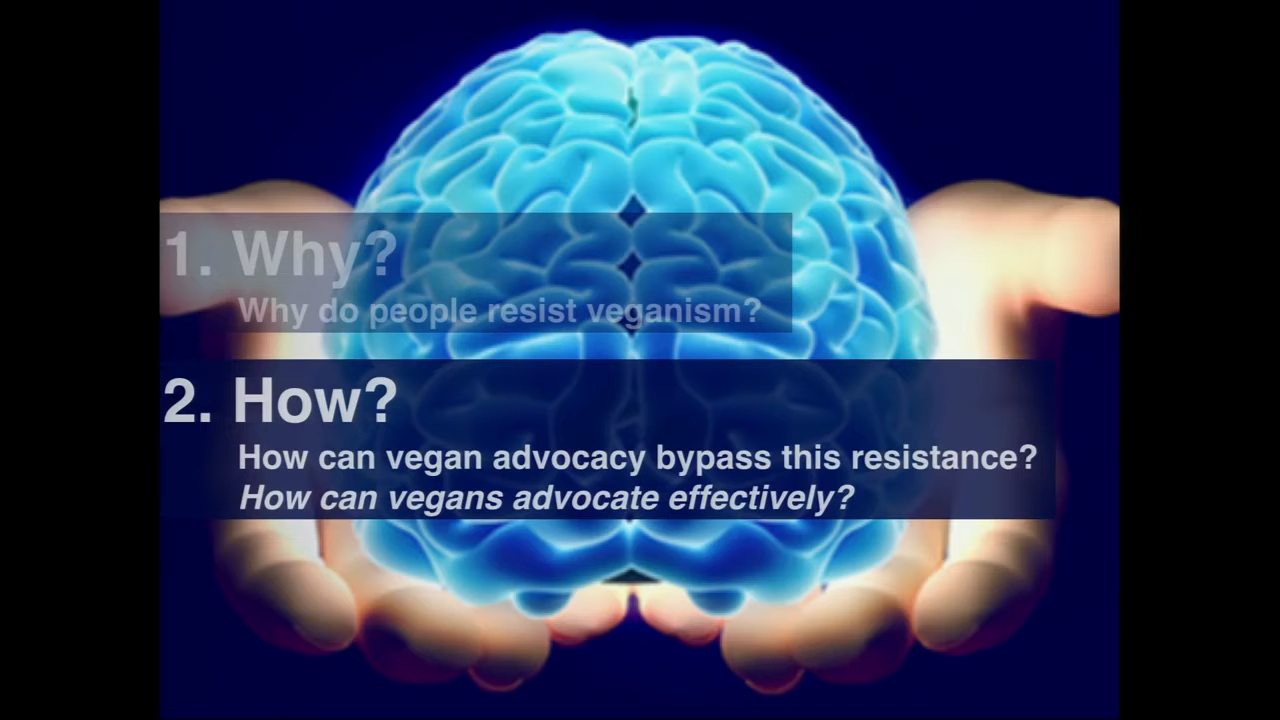 1. Why?
Why do people resist veganism?
2. How?
How can vegan advocacy bypass this resistance?
How can vegans advocate effectively?